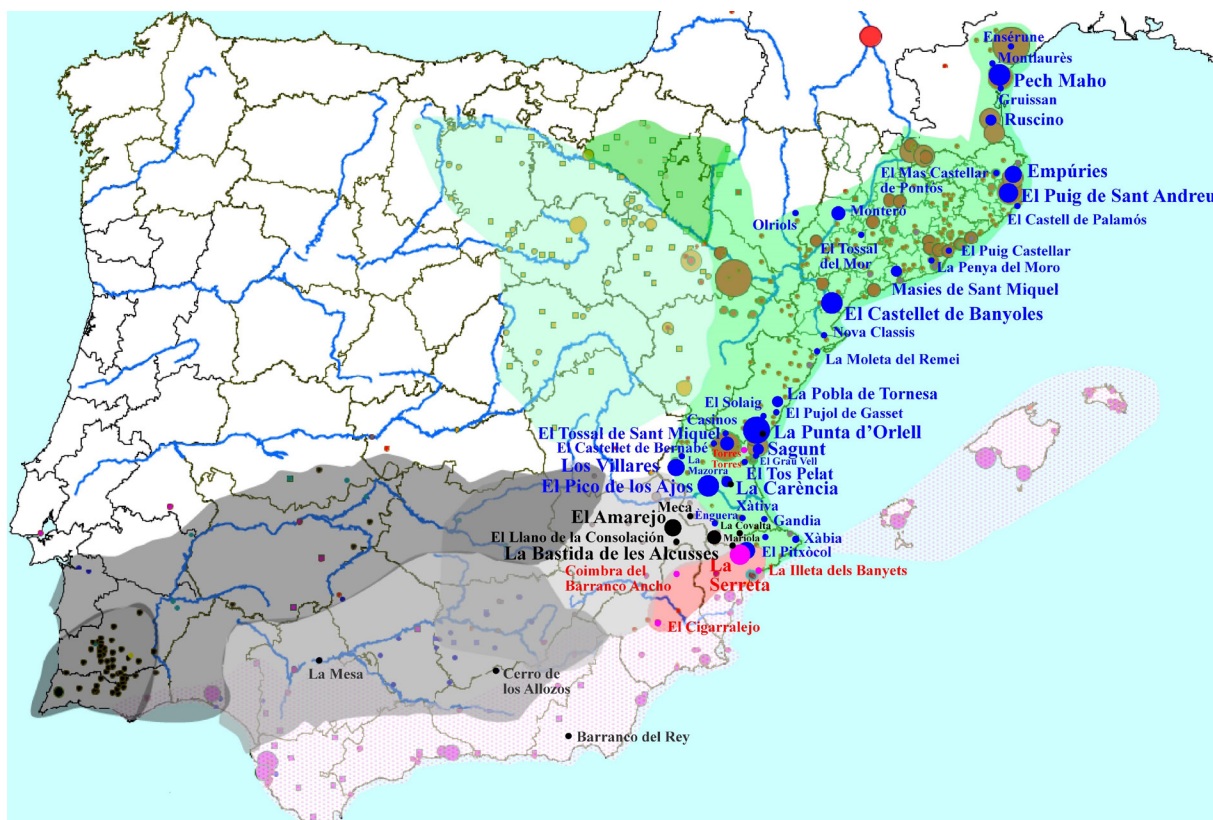 Ensérune
Montlaurès
Pech Maho
Gruissan
Ruscino
El Mas Castellar
de Pontós
Empúries
El Puig de Sant Andreu
El Castell de Palamós
Olriols
Monteró
El Tossal
del Mor
El Puig Castellar
La Penya del Moro
Masies de Sant Miquel
El Castellet de Banyoles
Nova Classis
La Moleta del Remei
La Pobla de Tornesa
El Solaig
El Pujol de Gasset
Casinos
La Punta d’Orlell
El Tossal de Sant Miquel
El Castellet de Bernabé
Sagunt
Torres
Torres
El Grau Vell
Los Villares
La
Mazorra
El Tos Pelat
El Pico de los Ajos
La Carència
Meca
Xàtiva
Ènguera
El Amarejo
La Covalta
Gandia
El Llano de la Consolación
Mariola
Xàbia
La Bastida de les Alcusses
El Pitxòcol
Coimbra del
Barranco Ancho
La
Serreta
La Illeta dels Banyets
El Cigarralejo
La Mesa
Cerro de
los Allozos
Barranco del Rey